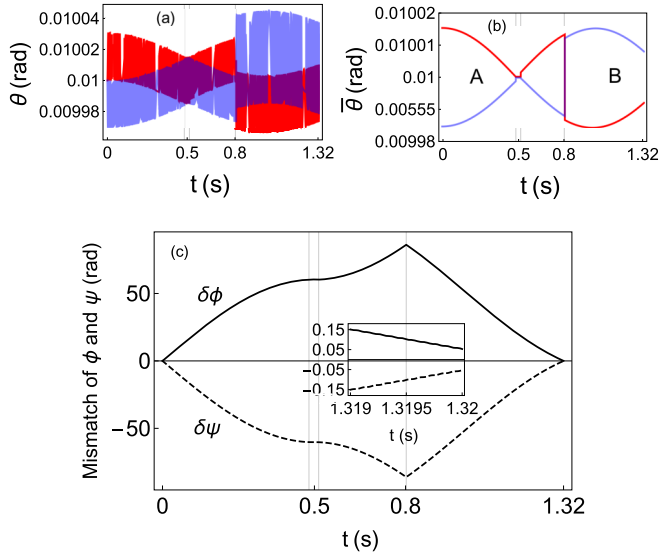 (a)
θ (rad)
0.01004
0.01002
0.01
0.00998
0
0.5
0.8
1.32
t (s)
(b)
θ̅ (rad)
0.01002
0.01001
0.01
0.00555
0.00998
A
B
0
0.5
0.8
1.32
t (s)
(c)
Mismatch of ϕ and ψ (rad)
50
0
−50
δϕ
δψ
0.15
0.05
−0.05
−0.15
1.319
1.3195
1.32
t (s)
0
0.5
0.8
1.32
t (s)